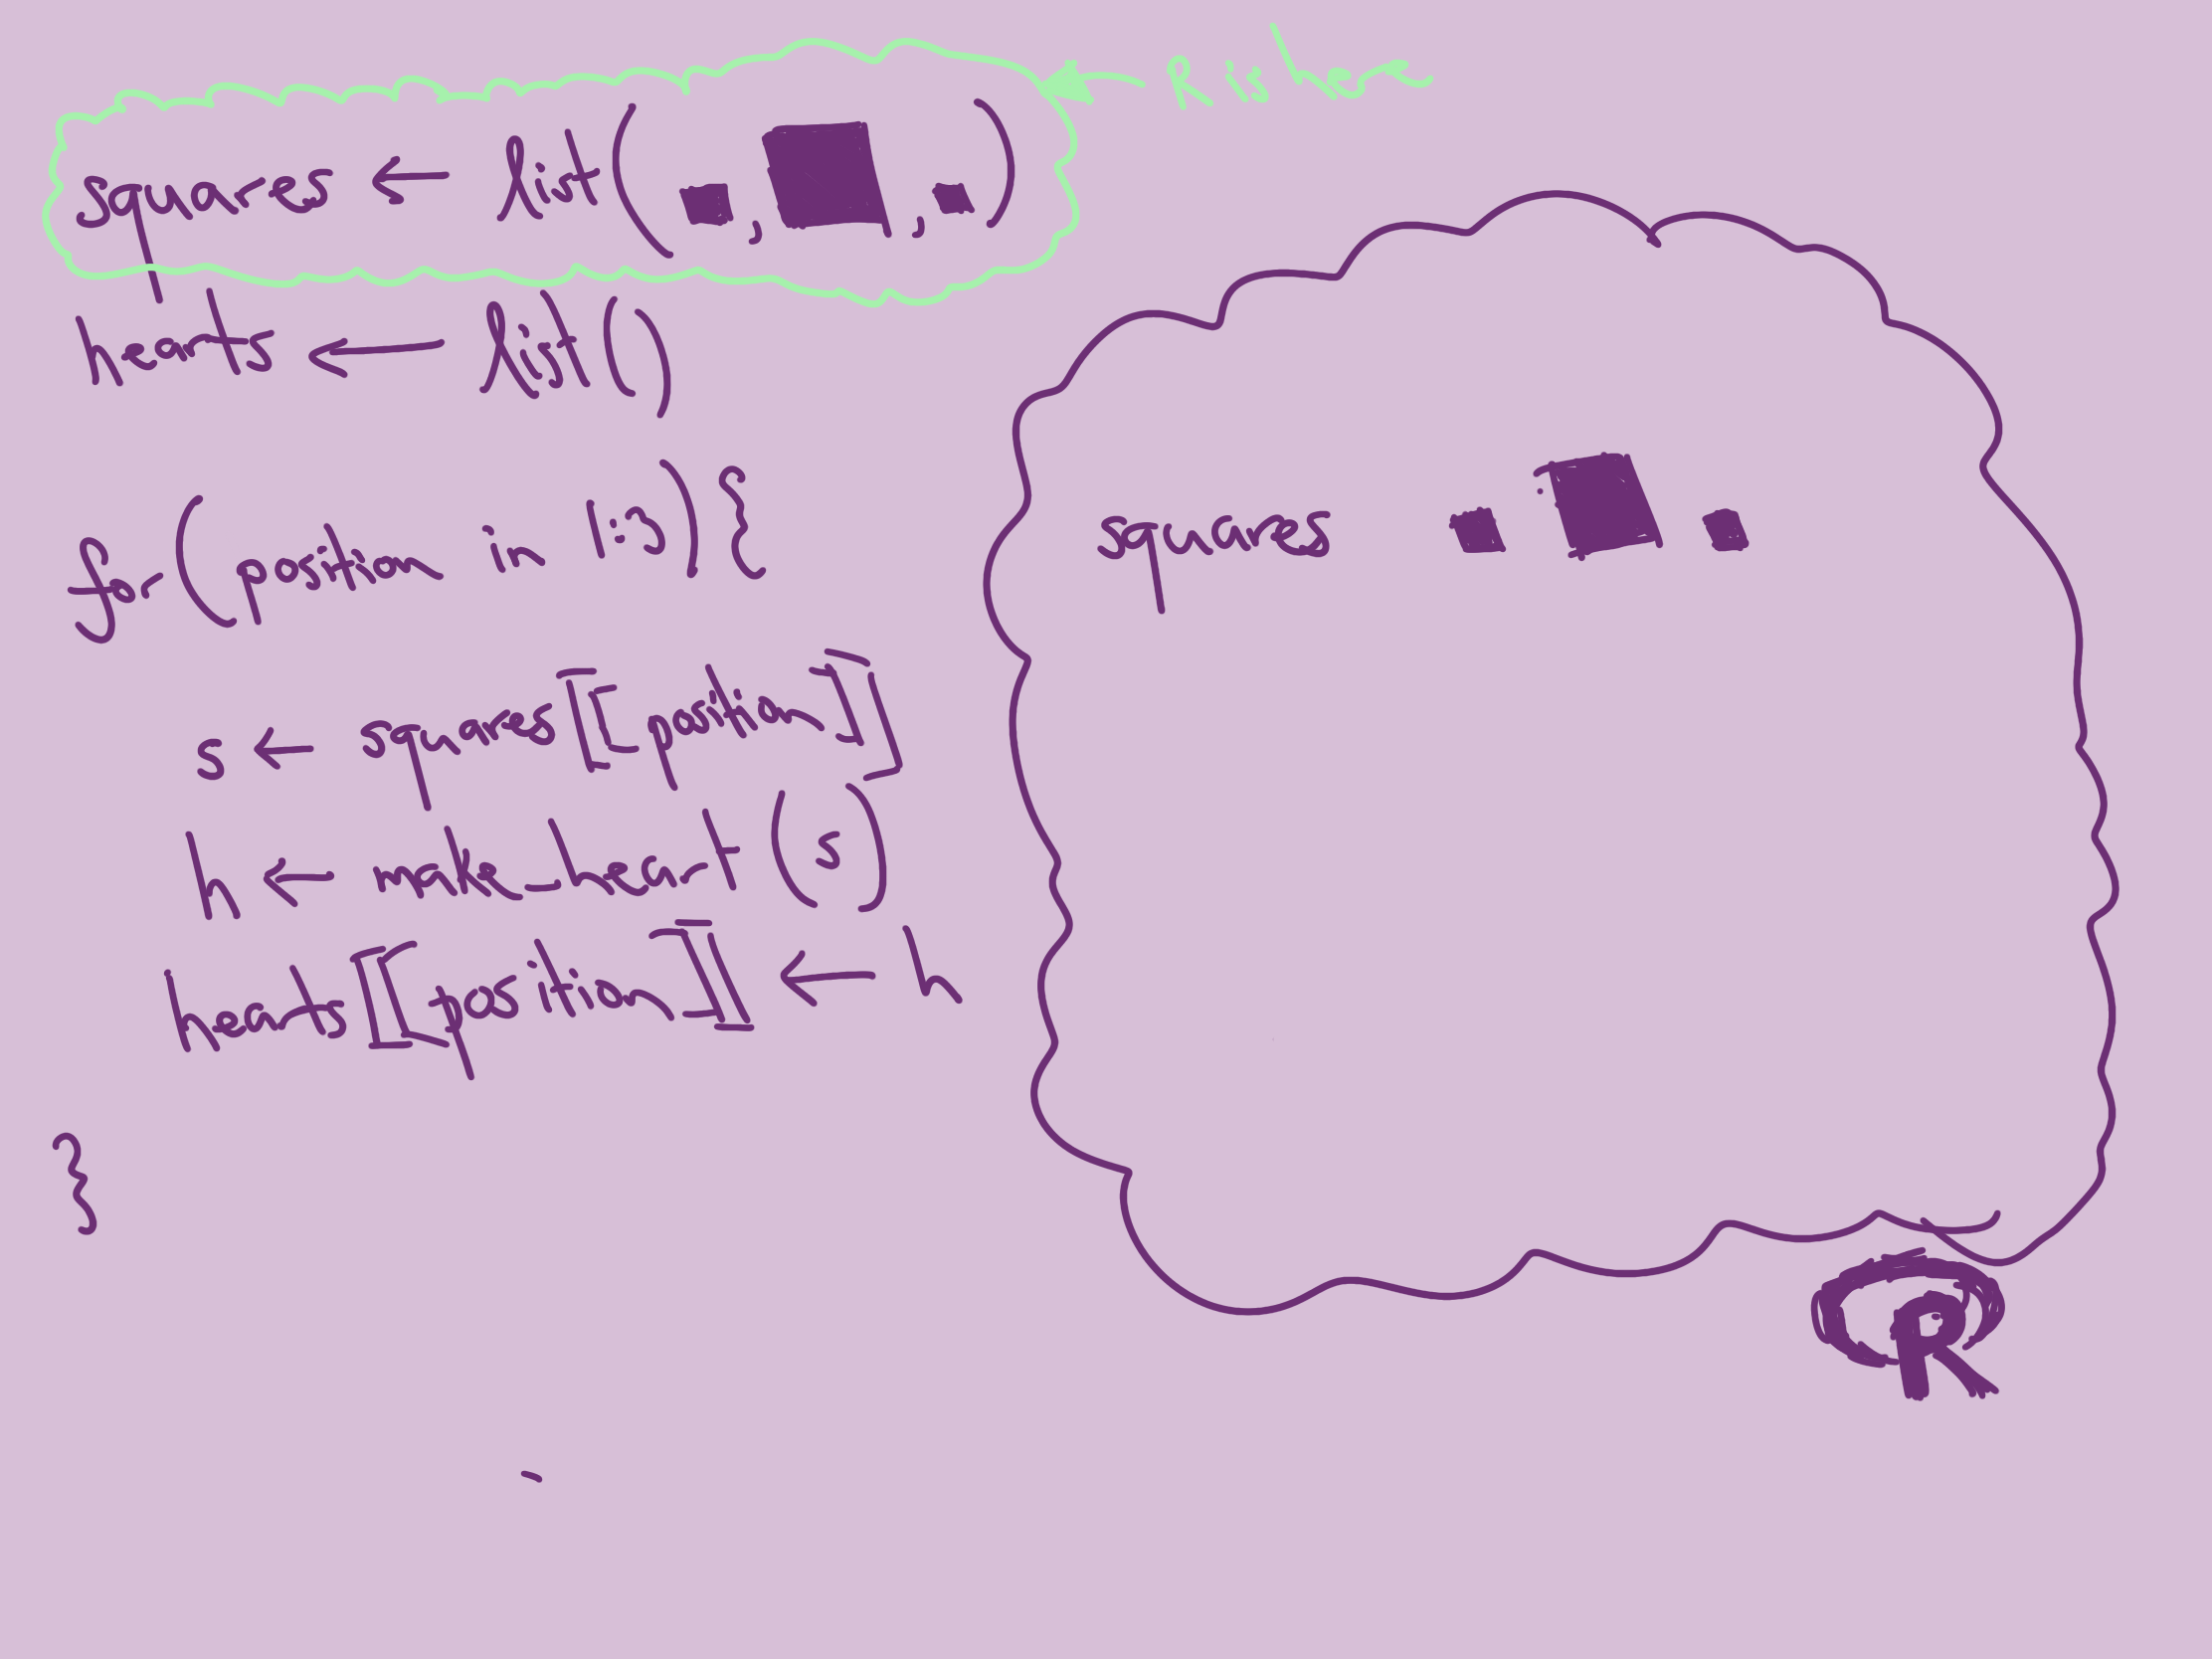 R is here
squares ← list(■, ■, ■)
hearts ← list()
for (position in 1:3) {
s ← squares[[position]]
h ← make_heart(s)
hearts[[position]] ← h
}
squares ■ ■ ■
R